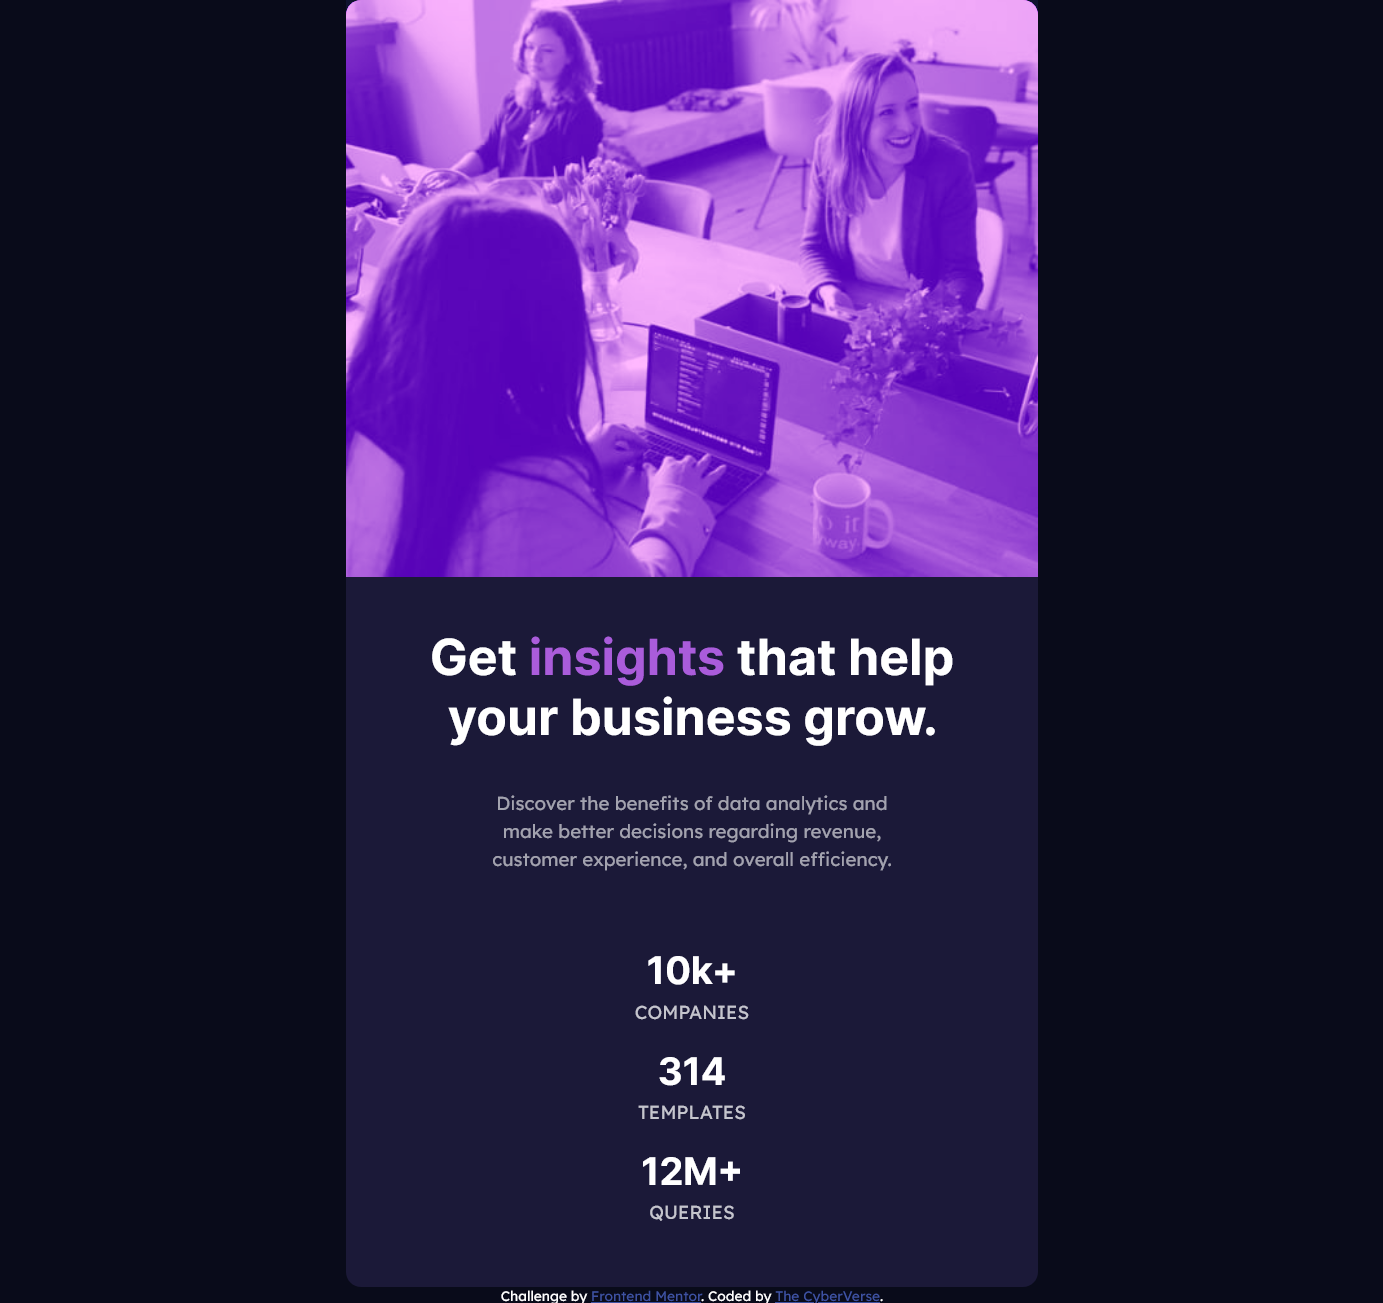 Get insights that help
your business grow.
Discover the benefits of data analytics and
make better decisions regarding revenue,
customer experience, and overall efficiency.
10k+
COMPANIES
314
TEMPLATES
12M+
QUERIES
Challenge by Frontend Mentor. Coded by The CyberVerse.